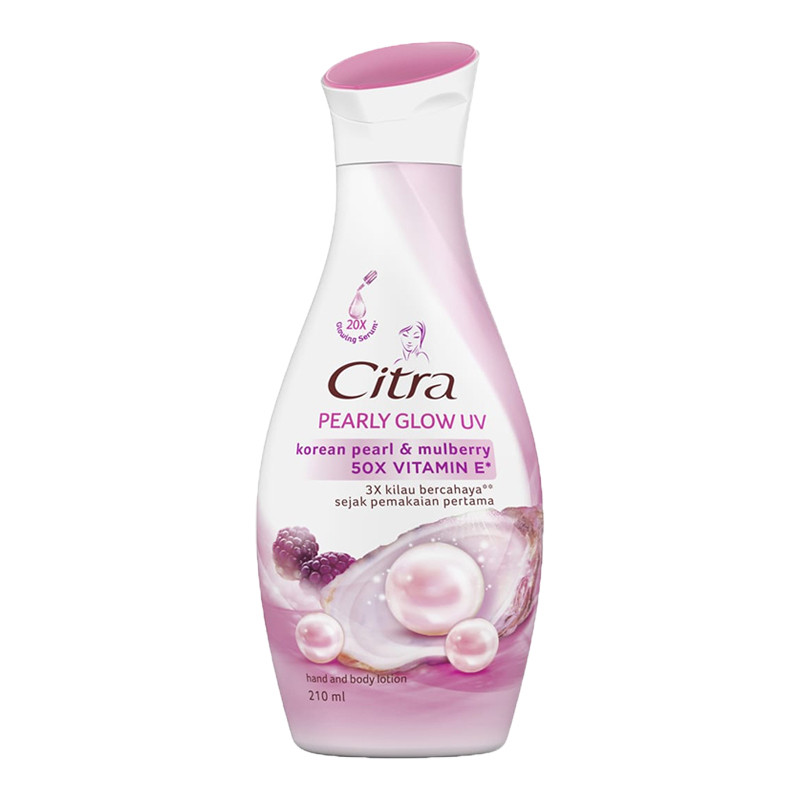 20X
Glowing Serum*
Citra
PEARLY GLOW UV
korean pearl & mulberry
50X VITAMIN E*
3X kilau bercahaya**
sejak pemakaian pertama
hand and body lotion
210 ml